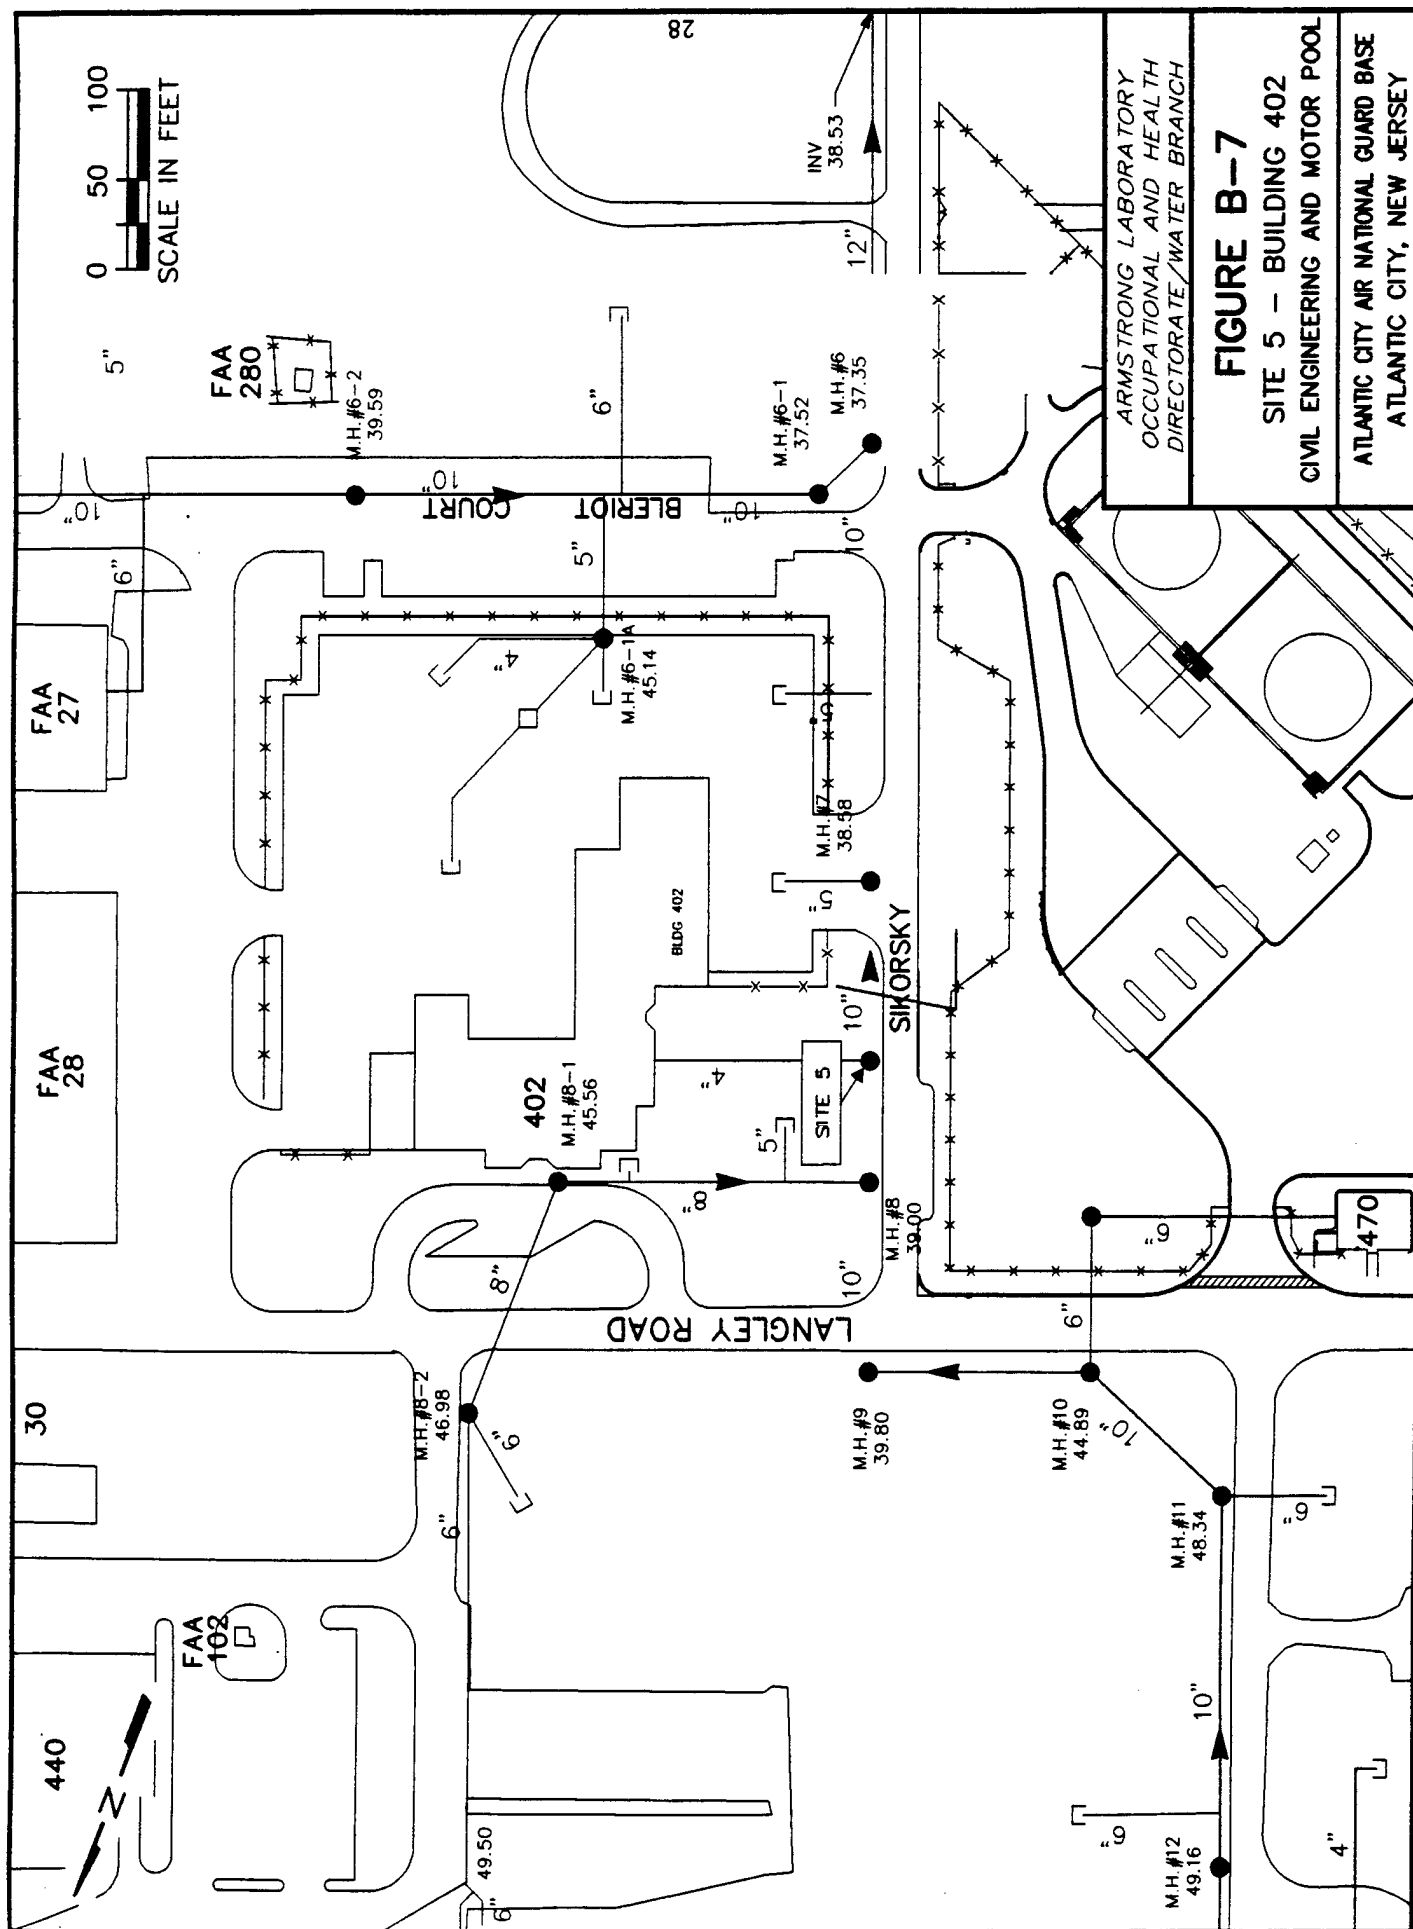 0 50 100
SCALE IN FEET
28
INV
38.53
12"
5"
FAA
280
M.H.#6-2
39.59
6"
M.H.#6-1
37.52
M.H.#6
37.35
10"
10"
10"
BLERIOT COURT
10"
6"
5"
FAA
27
4"
M.H.#6-1A
45.14
5"
M.H.#7
38.58
5"
BLDG 402
SIKORSKY
10"
FAA
28
402
M.H.#8-1
45.56
4"
SITE 5
5"
8"
M.H.#8
39.00
10"
8"
LANGLEY ROAD
6"
6"
470
30
M.H.#8-2
46.98
6"
6"
M.H.#9
39.80
M.H.#10
44.89
10"
M.H.#11
48.34
6"
FAA
102
440
N
49.50
6"
10"
6"
M.H.#12
49.16
4"
ARMSTRONG LABORATORY
OCCUPATIONAL AND HEALTH
DIRECTORATE/WATER BRANCH
FIGURE B-7
SITE 5 - BUILDING 402
CIVIL ENGINEERING AND MOTOR POOL
ATLANTIC CITY AIR NATIONAL GUARD BASE
ATLANTIC CITY, NEW JERSEY